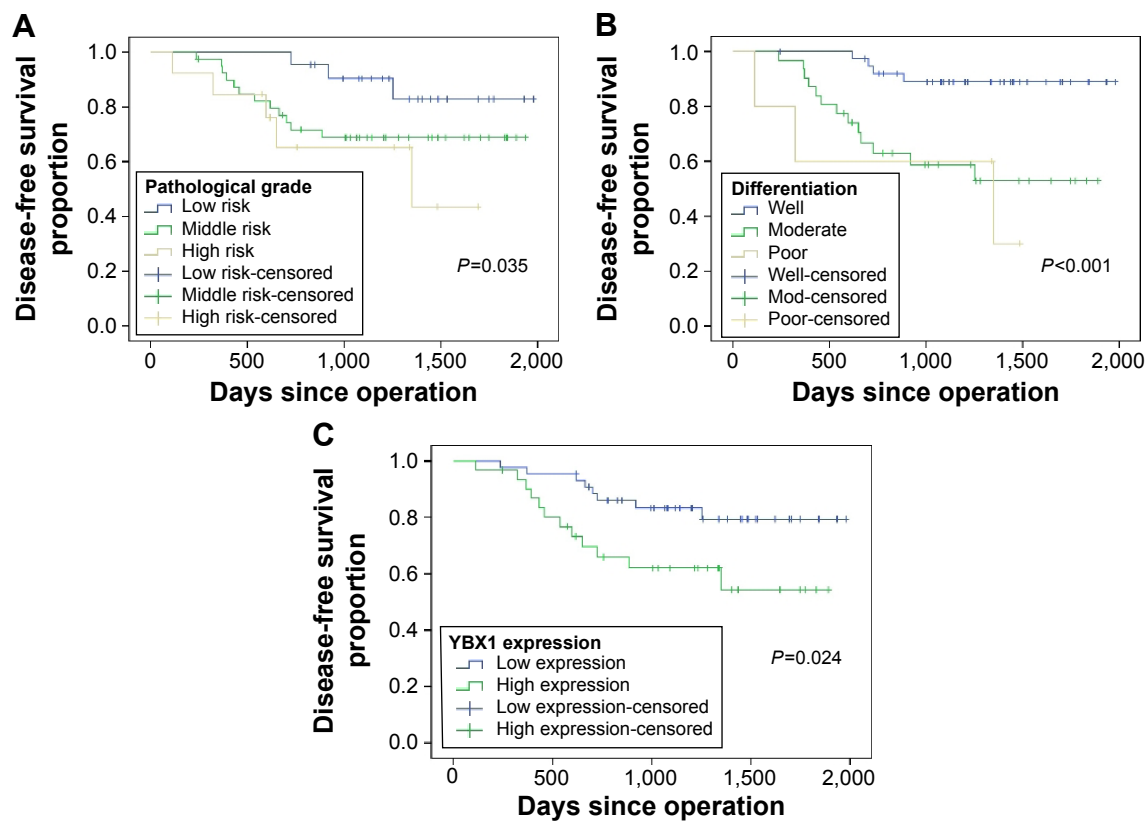 A
Disease-free survival
proportion
1.0
0.8
0.6
0.4
0.2
0.0
Pathological grade
Low risk
Middle risk
High risk
Low risk-censored
Middle risk-censored
High risk-censored
P=0.035
0 500 1,000 1,500 2,000
Days since operation
B
Disease-free survival
proportion
1.0
0.8
0.6
0.4
0.2
0.0
Differentiation
Well
Moderate
Poor
Well-censored
Mod-censored
Poor-censored
P<0.001
0 500 1,000 1,500 2,000
Days since operation
C
Disease-free survival
proportion
1.0
0.8
0.6
0.4
0.2
0.0
YBX1 expression
Low expression
High expression
Low expression-censored
High expression-censored
P=0.024
0 500 1,000 1,500 2,000
Days since operation